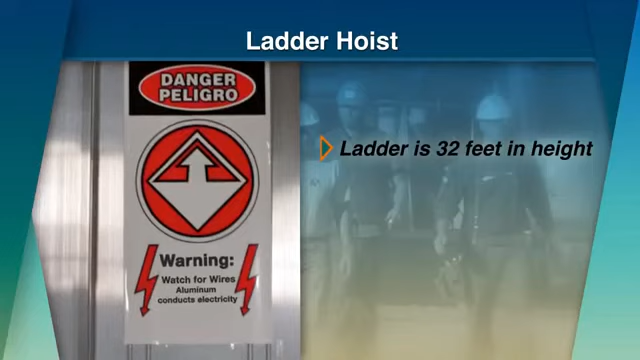 Ladder Hoist
DANGER
PELIGRO
Warning:
Watch for Wires
Aluminum
conducts electricity
Ladder is 32 feet in height